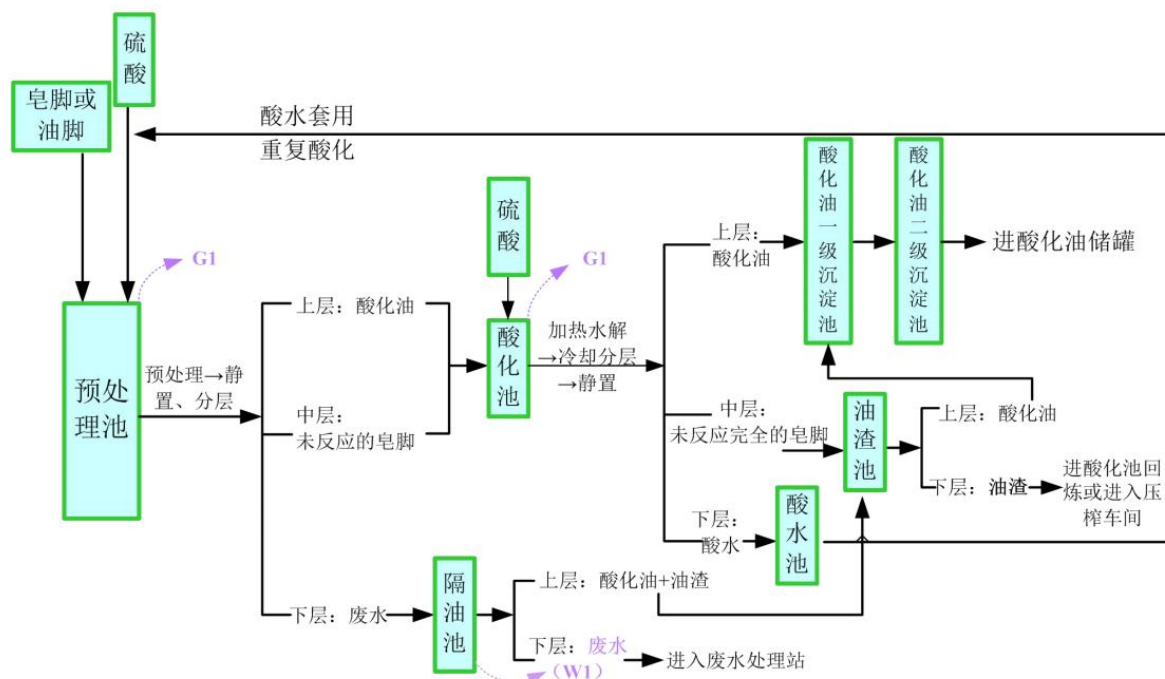 硫酸
皂脚或
油脚
酸水套用
重复酸化
G1
预处
理池
预处理→静
置、分层
上层：酸化油
中层：
未反应的皂脚
下层：废水
硫酸
G1
酸化池
加热水解
→冷却分层
→静置
上层：
酸化油
酸化油一级沉淀池
酸化油二级沉淀池
进酸化油储罐
中层：
未反应完全的皂脚
油渣池
上层：酸化油
下层：油渣
进酸化池回
炼或进入压
榨车间
下层：
酸水
酸水池
隔油池
上层：酸化油+油渣
下层：废水
（W1）
进入废水处理站